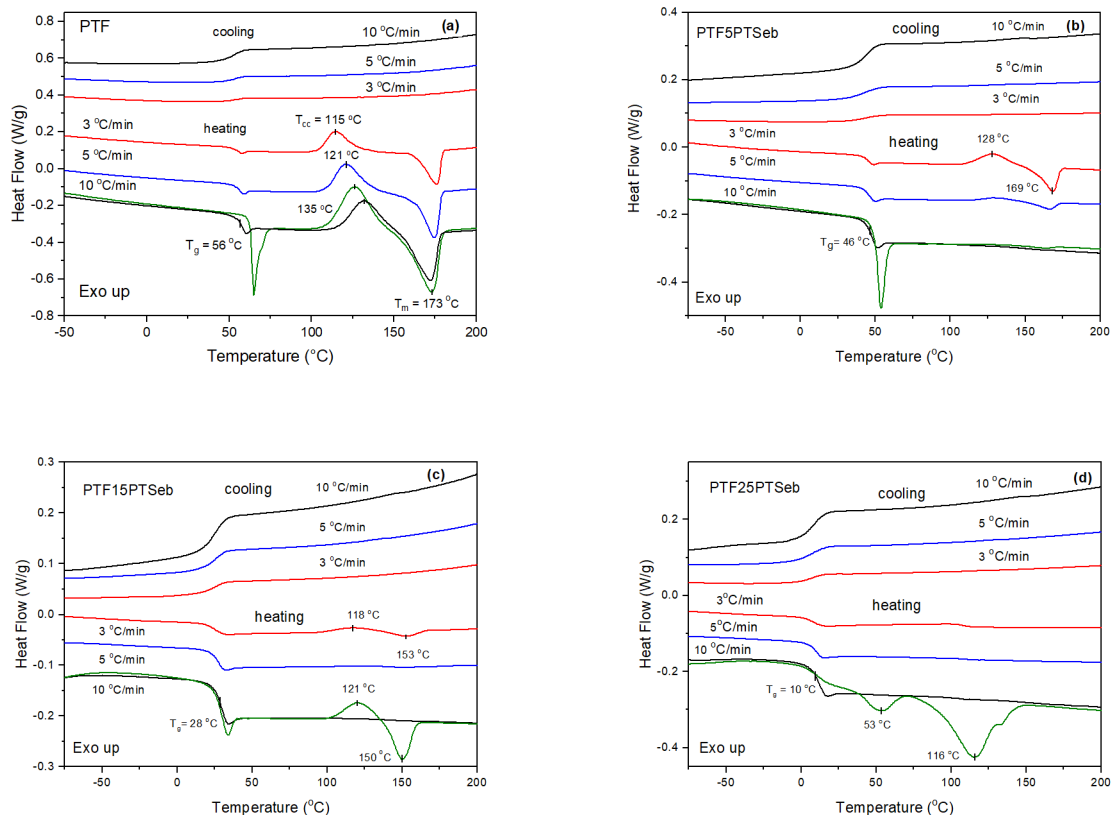 (a)
PTF
cooling
10 °C/min
5 °C/min
3 °C/min
3 °C/min
heating
T_cc = 115 °C
5 °C/min
121 °C
10 °C/min
135 °C
T_g = 56 °C
T_m = 173 °C
Exo up
0.8
0.6
0.4
0.2
0.0
-0.2
-0.4
-0.6
-0.8
-50
0
50
100
150
200
Heat Flow (W/g)
Temperature (°C)
(b)
PTF5PTSeb
cooling
10 °C/min
5 °C/min
3 °C/min
3 °C/min
heating
128 °C
5 °C/min
169 °C
10 °C/min
T_g= 46 °C
Exo up
0.4
0.2
0.0
-0.2
-0.4
-50
0
50
100
150
200
Heat Flow (W/g)
Temperature (°C)
(c)
PTF15PTSeb
cooling
10 °C/min
5 °C/min
3 °C/min
heating
118 °C
3 °C/min
153 °C
5 °C/min
10 °C/min
121 °C
T_g= 28 °C
150 °C
Exo up
0.3
0.2
0.1
0.0
-0.1
-0.2
-0.3
-50
0
50
100
150
200
Heat Flow (W/g)
Temperature (°C)
(d)
PTF25PTSeb
cooling
10 °C/min
5 °C/min
3 °C/min
3°C/min
heating
5°C/min
10 °C/min
T_g = 10 °C
53 °C
116 °C
Exo up
0.2
0.0
-0.2
-0.4
-50
0
50
100
150
200
Heat Flow (W/g)
Temperature (°C)